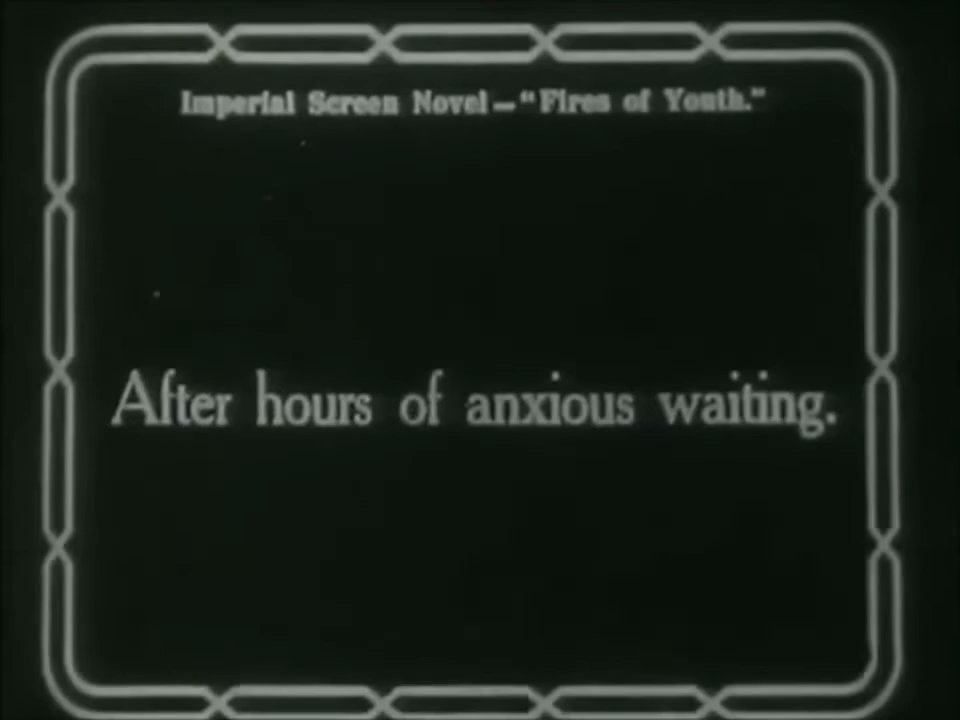 Imperial Screen Novel—"Fires of Youth."
After hours of anxious waiting.